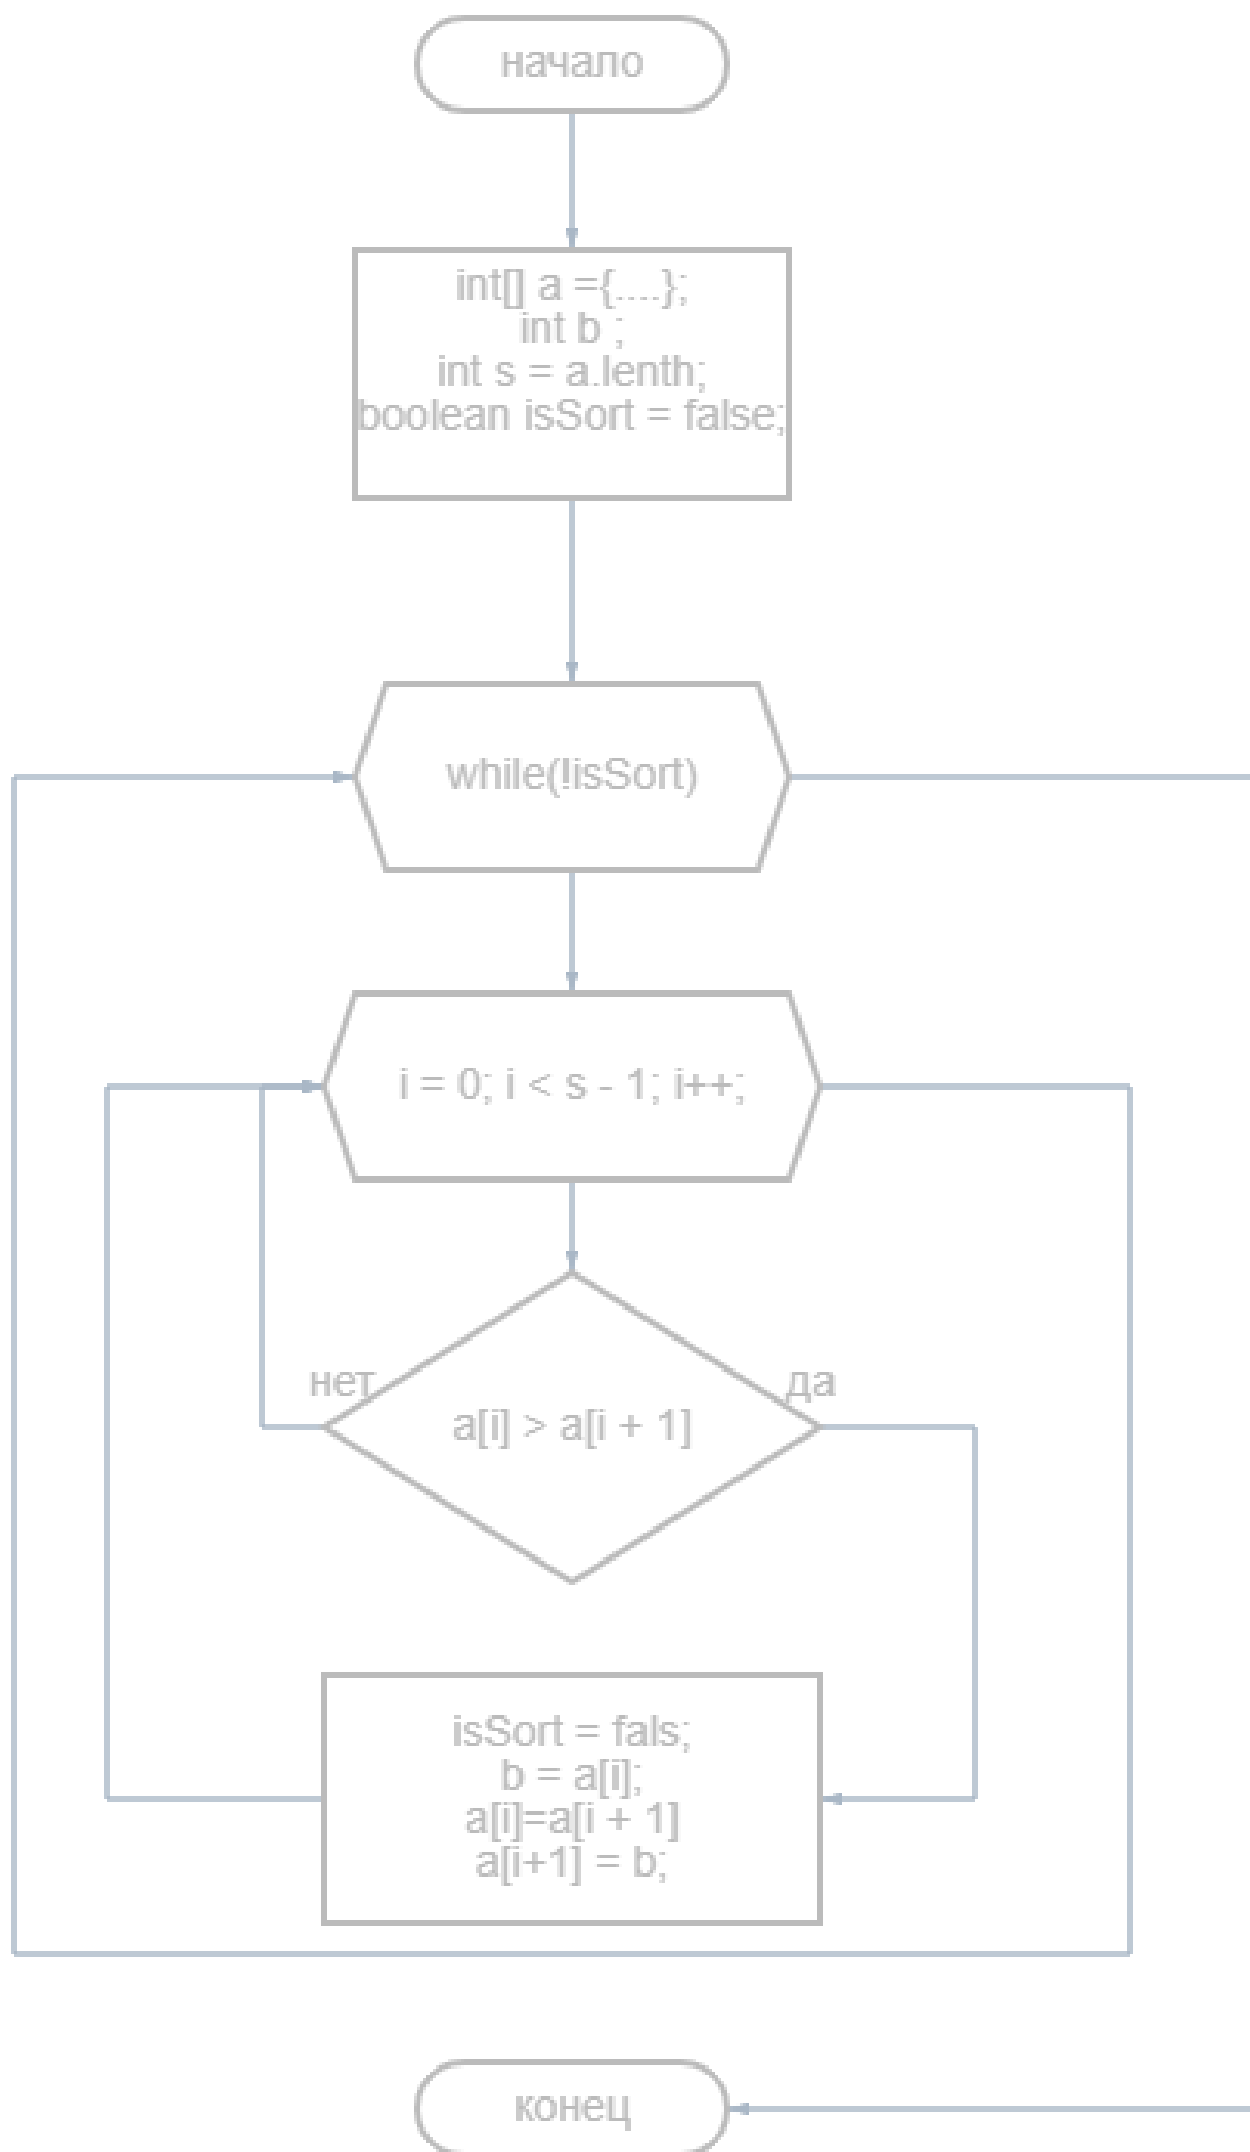 начало
int[] a ={....};
int b ;
int s = a.lenth;
boolean isSort = false;
while(!isSort)
i = 0; i < s - 1; i++;
нет
да
a[i] > a[i + 1]
isSort = fals;
b = a[i];
a[i]=a[i + 1]
a[i+1] = b;
конец